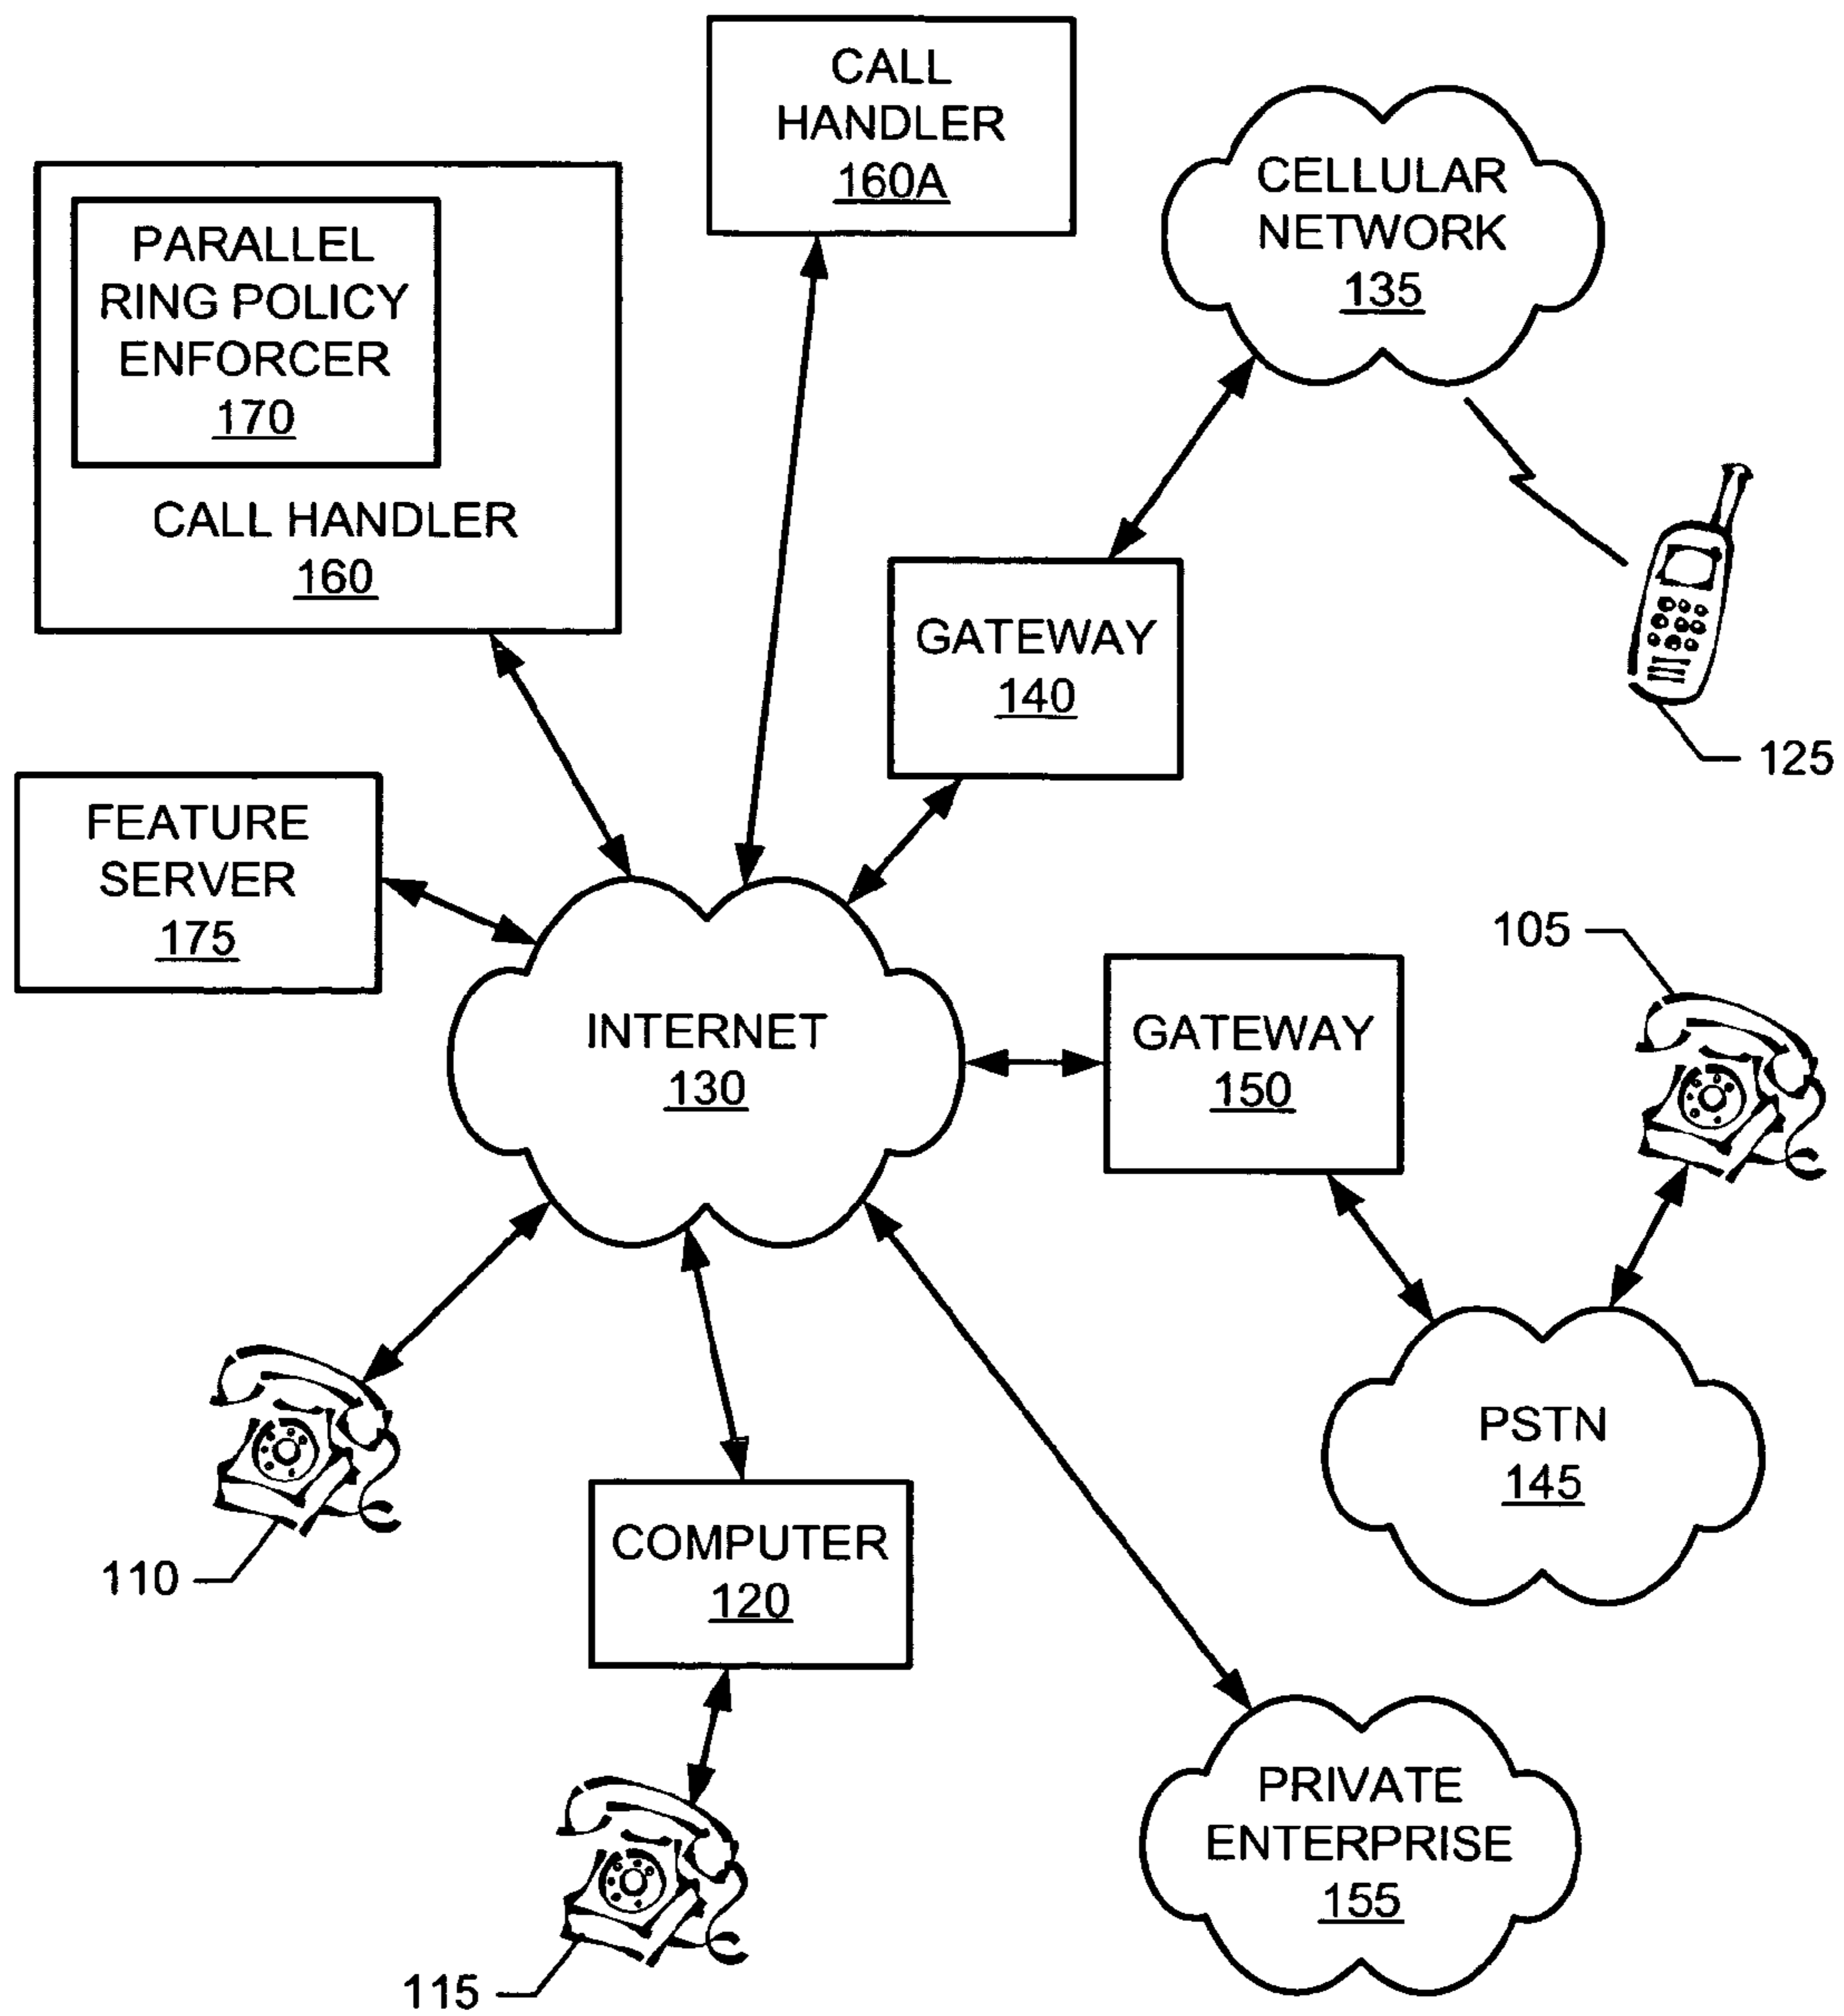 CALL
HANDLER
160A
CELLULAR
NETWORK
135
PARALLEL
RING POLICY
ENFORCER
170
CALL HANDLER
160
GATEWAY
140
125
FEATURE
SERVER
175
105
INTERNET
130
GATEWAY
150
PSTN
145
110
COMPUTER
120
PRIVATE
ENTERPRISE
155
115